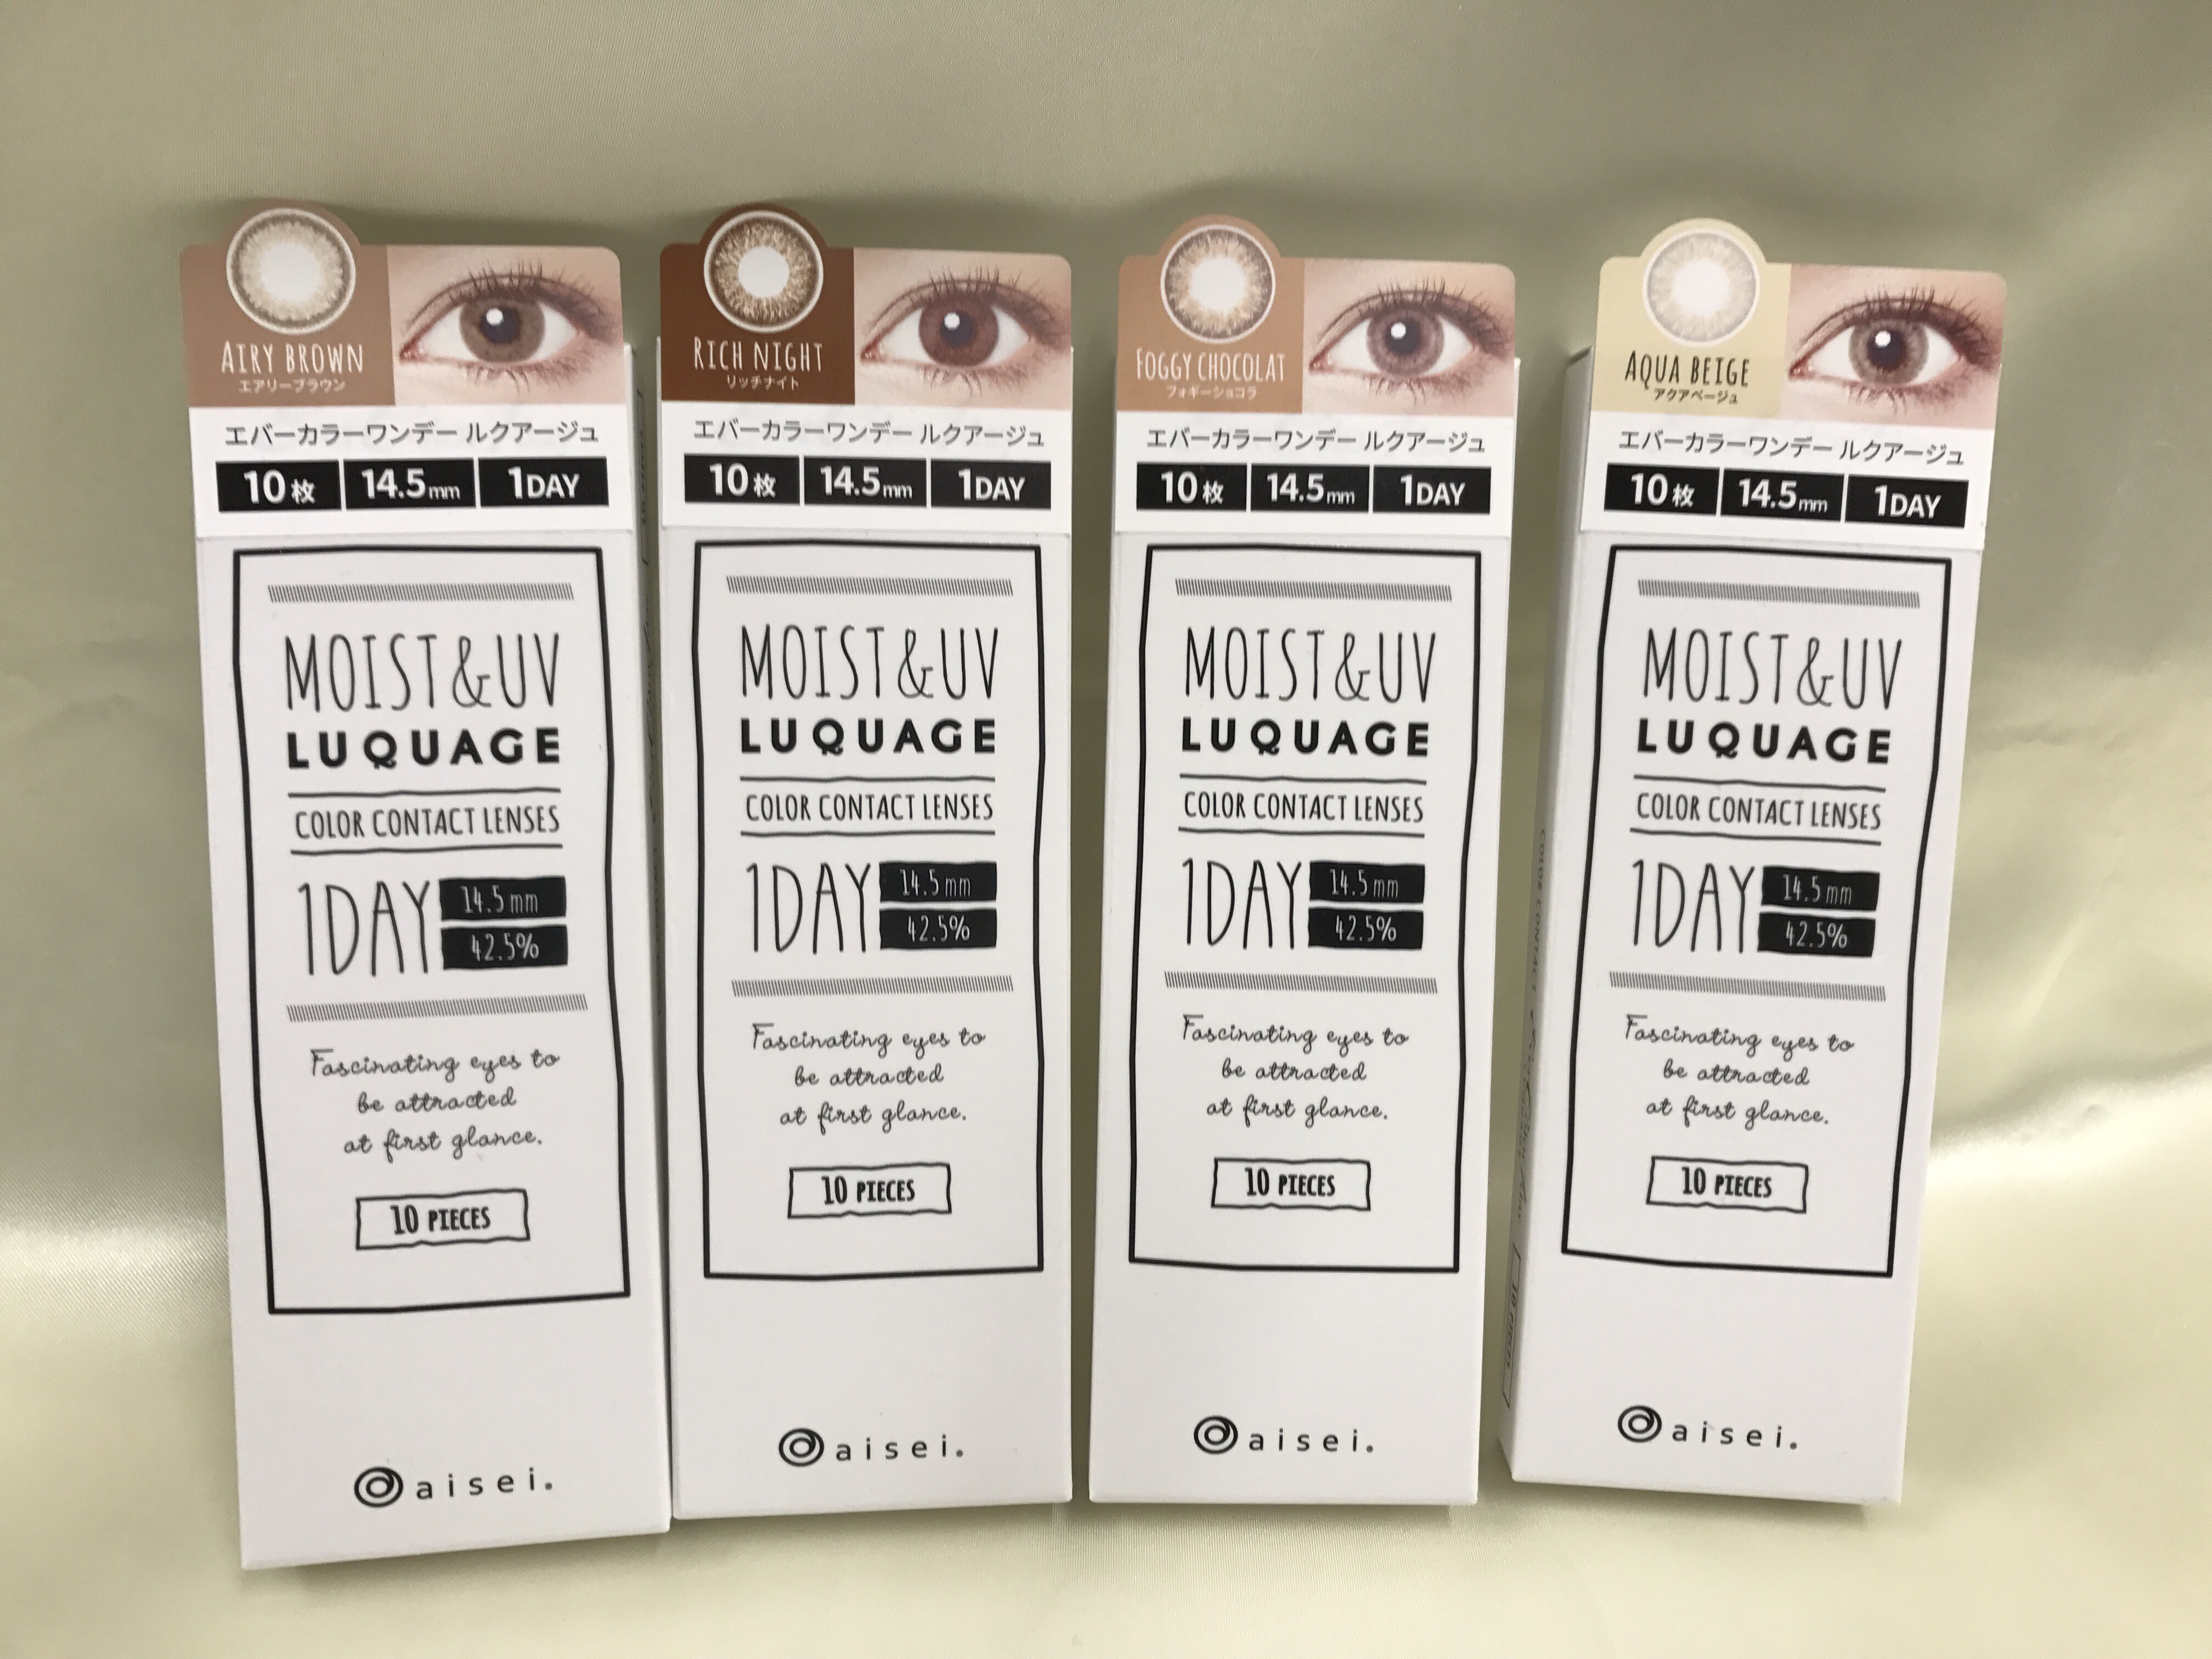 AIRY BROWN
エアリーブラウン
エバーカラーワンデー ルクアージュ
10枚 14.5mm 1DAY
MOIST&UV
LUQUAGE
COLOR CONTACT LENSES
1DAY
14.5mm
42.5%
Fascinating eyes to
be attracted
at first glance.
10 PIECES
aisei.
RICH NIGHT
リッチナイト
エバーカラーワンデー ルクアージュ
10枚 14.5mm 1DAY
MOIST&UV
LUQUAGE
COLOR CONTACT LENSES
1DAY
14.5mm
42.5%
Fascinating eyes to
be attracted
at first glance.
10 PIECES
aisei.
FOGGY CHOCOLAT
フォギーショコラ
エバーカラーワンデー ルクアージュ
10枚 14.5mm 1DAY
MOIST&UV
LUQUAGE
COLOR CONTACT LENSES
1DAY
14.5mm
42.5%
Fascinating eyes to
be attracted
at first glance.
10 PIECES
aisei.
AQUA BEIGE
アクアベージュ
エバーカラーワンデー ルクアージュ
10枚 14.5mm 1DAY
MOIST&UV
LUQUAGE
COLOR CONTACT LENSES
1DAY
14.5mm
42.5%
Fascinating eyes to
be attracted
at first glance.
10 PIECES
aisei.
COLOR CONTACT